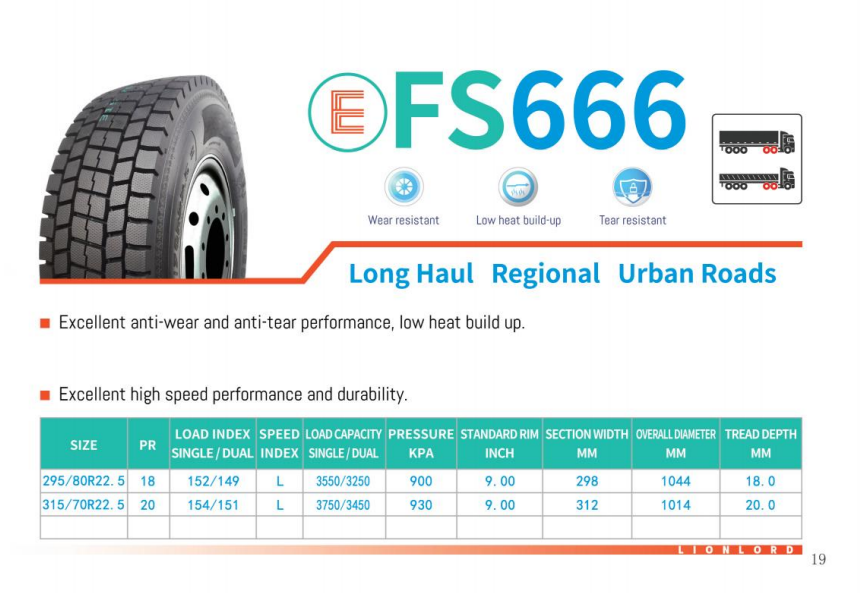 E FS666
Wear resistant Low heat build-up Tear resistant
Long Haul Regional Urban Roads
Excellent anti-wear and anti-tear performance, low heat build up.
Excellent high speed performance and durability.
SIZE PR LOAD INDEX SINGLE/DUAL SPEED INDEX LOAD CAPACITY SINGLE/DUAL PRESSURE KPA STANDARD RIM INCH SECTION WIDTH MM OVERALL DIAMETER MM TREAD DEPTH MM
295/80R22.5 18 152/149 L 3550/3250 900 9.00 298 1044 18.0
315/70R22.5 20 154/151 L 3750/3450 930 9.00 312 1014 20.0
LIONLORD
19